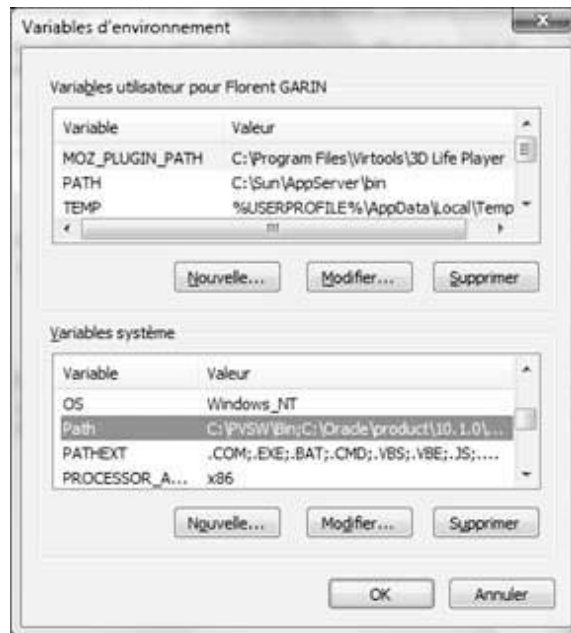 Variables d'environnement
Variables utilisateur pour Florent GARIN
Variable Valeur
MOZ_PLUGIN_PATH C:\Program Files\Virtools\3D Life Player
PATH C:\Sun\AppServer\bin
TEMP %USERPROFILE%\AppData\Local\Temp
Nouvelle... Modifier... Supprimer
Variables système
Variable Valeur
OS Windows_NT
Path C:\PVSW\Bin;C:\Oracle\product\10.1.0\...
PATHEXT .COM;.EXE;.BAT;.CMD;.VBS;.VBE;.JS;....
PROCESSOR_A... x86
Nouvelle... Modifier... Supprimer
OK Annuler